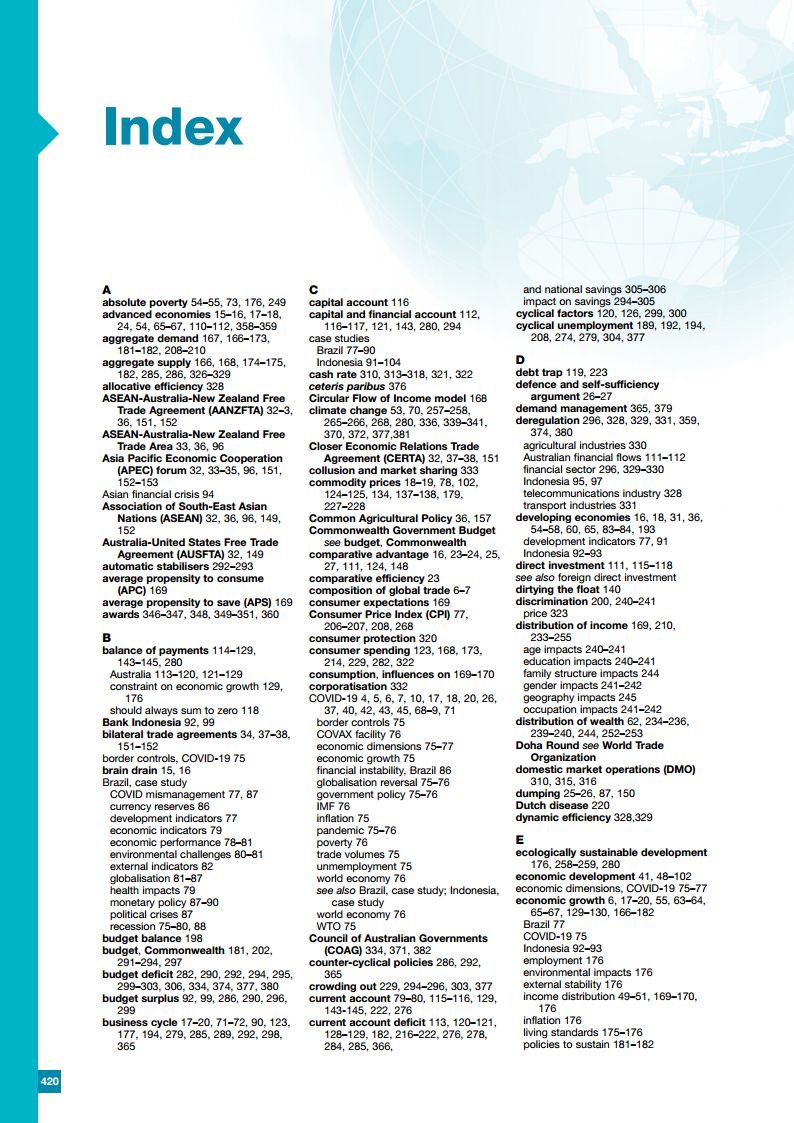 Index
A
absolute poverty 54–55, 73, 176, 249
advanced economies 15–16, 17–18,
24, 54, 65–67, 110–112, 358–359
aggregate demand 167, 166–173,
181–182, 208–210
aggregate supply 166, 168, 174–175,
182, 285, 286, 326–329
allocative efficiency 328
ASEAN-Australia-New Zealand Free
Trade Agreement (AANZFTA) 32–3,
36, 151, 152
ASEAN-Australia-New Zealand Free
Trade Area 33, 36, 96
Asia Pacific Economic Cooperation
(APEC) forum 32, 33–35, 96, 151,
152–153
Asian financial crisis 94
Association of South-East Asian
Nations (ASEAN) 32, 36, 96, 149,
152
Australia-United States Free Trade
Agreement (AUSFTA) 32, 149
automatic stabilisers 292–293
average propensity to consume
(APC) 169
average propensity to save (APS) 169
awards 346–347, 348, 349–351, 360
B
balance of payments 114–129,
143–145, 280
Australia 113–120, 121–129
constraint on economic growth 129,
176
should always sum to zero 118
Bank Indonesia 92, 99
bilateral trade agreements 34, 37–38,
151–152
border controls, COVID-19 75
brain drain 15, 16
Brazil, case study
COVID mismanagement 77, 87
currency reserves 86
development indicators 77
economic indicators 79
economic performance 78–81
environmental challenges 80–81
external indicators 82
globalisation 81–87
health impacts 79
monetary policy 87–90
political crises 87
recession 75–80, 88
budget balance 198
budget, Commonwealth 181, 202,
291–294, 297
budget deficit 282, 290, 292, 294, 295,
299–303, 306, 334, 374, 377, 380
budget surplus 92, 99, 286, 290, 296,
299
business cycle 17–20, 71–72, 90, 123,
177, 194, 279, 285, 289, 292, 298,
365
C
capital account 116
capital and financial account 112,
116–117, 121, 143, 280, 294
case studies
Brazil 77–90
Indonesia 91–104
cash rate 310, 313–318, 321, 322
ceteris paribus 376
Circular Flow of Income model 168
climate change 53, 70, 257–258,
265–266, 268, 280, 336, 339–341,
370, 372, 377,381
Closer Economic Relations Trade
Agreement (CERTA) 32, 37–38, 151
collusion and market sharing 333
commodity prices 18–19, 78, 102,
124–125, 134, 137–138, 179,
227–228
Common Agricultural Policy 36, 157
Commonwealth Government Budget
see budget, Commonwealth
comparative advantage 16, 23–24, 25,
27, 111, 124, 148
comparative efficiency 23
composition of global trade 6–7
consumer expectations 169
Consumer Price Index (CPI) 77,
206–207, 208, 268
consumer protection 320
consumer spending 123, 168, 173,
214, 229, 282, 322
consumption, influences on 169–170
corporatisation 332
COVID-19 4, 5, 6, 7, 10, 17, 18, 20, 26,
37, 40, 42, 43, 45, 68–9, 71
border controls 75
COVAX facility 76
economic dimensions 75–77
economic growth 75
financial instability, Brazil 86
globalisation reversal 75–76
government policy 75–76
IMF 76
inflation 75
pandemic 75–76
poverty 76
trade volumes 75
unmemployment 75
world economy 76
see also Brazil, case study; Indonesia,
case study
world economy 76
WTO 75
Council of Australian Governments
(COAG) 334, 371, 382
counter-cyclical policies 286, 292,
365
crowding out 229, 294–296, 303, 377
current account 79–80, 115–116, 129,
143-145, 222, 276
current account deficit 113, 120–121,
128–129, 182, 216–222, 276, 278,
284, 285, 366,
and national savings 305–306
impact on savings 294–305
cyclical factors 120, 126, 299, 300
cyclical unemployment 189, 192, 194,
208, 274, 279, 304, 377
D
debt trap 119, 223
defence and self-sufficiency
argument 26–27
demand management 365, 379
deregulation 296, 328, 329, 331, 359,
374, 380
agricultural industries 330
Australian financial flows 111–112
financial sector 296, 329–330
Indonesia 95, 97
telecommunications industry 328
transport industries 331
developing economies 16, 18, 31, 36,
54–58, 60, 65, 83–84, 193
development indicators 77, 91
Indonesia 92–93
direct investment 111, 115–118
see also foreign direct investment
dirtying the float 140
discrimination 200, 240–241
price 323
distribution of income 169, 210,
233–255
age impacts 240–241
education impacts 240–241
family structure impacts 244
gender impacts 241–242
geography impacts 245
occupation impacts 241–242
distribution of wealth 62, 234–236,
239–240, 244, 252–253
Doha Round see World Trade
Organization
domestic market operations (DMO)
310, 315, 316
dumping 25–26, 87, 150
Dutch disease 220
dynamic efficiency 328,329
E
ecologically sustainable development
176, 258–259, 280
economic development 41, 48–102
economic dimensions, COVID-19 75–77
economic growth 6, 17–20, 55, 63–64,
65–67, 129–130, 166–182
Brazil 77
COVID-19 75
Indonesia 92–93
employment 176
environmental impacts 176
external stability 176
income distribution 49–51, 169–170,
176
inflation 176
living standards 175–176
policies to sustain 181–182
420